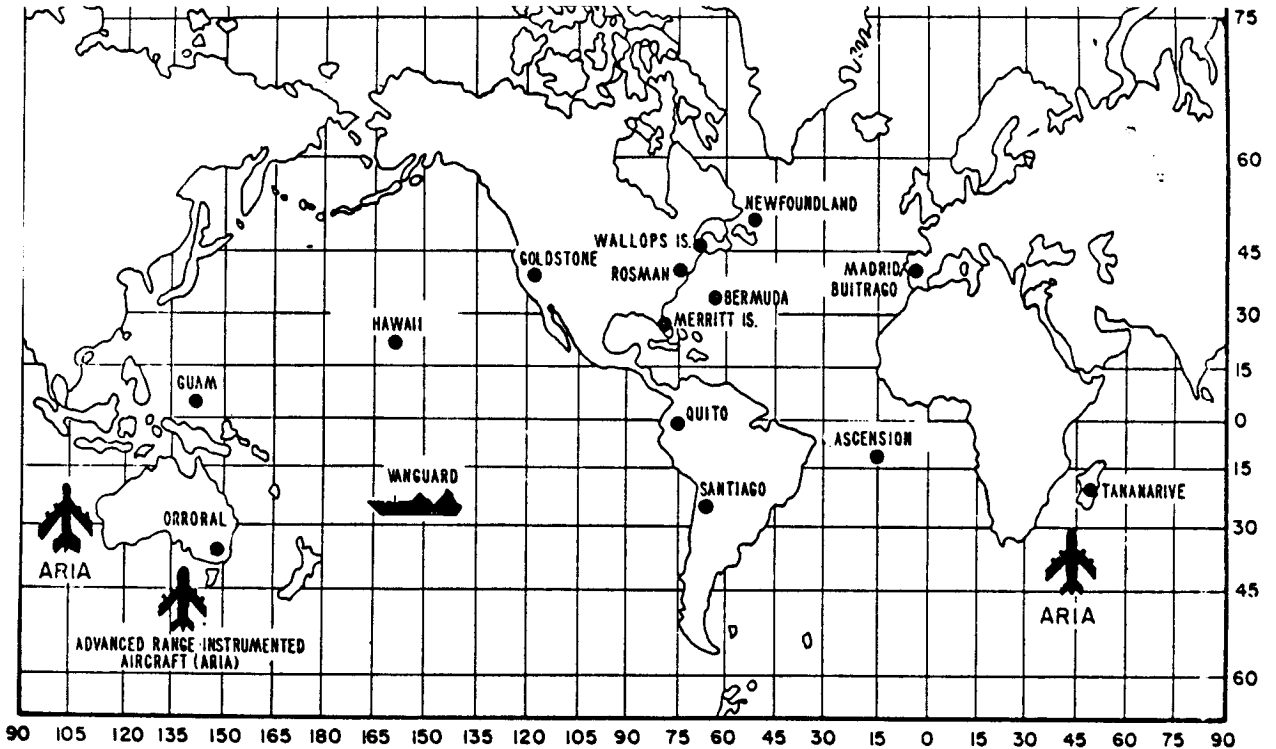 75
60
NEWFOUNDLAND
WALLOPS IS.
45
GOLDSTONE
ROSMAN
MADRID
BUITRAGO
BERMUDA
30
MERRITT IS.
HAWAII
15
GUAM
QUITO
0
ASCENSION
15
VANGUARD
SANTIAGO
TANANARIVE
ORRORAL
30
ARIA
45
ARIA
ADVANCED RANGE INSTRUMENTED
AIRCRAFT (ARIA)
60
90 105 120 135 150 165 180 165 150 135 120 105 90 75 60 45 30 15 0 15 30 45 60 75 90